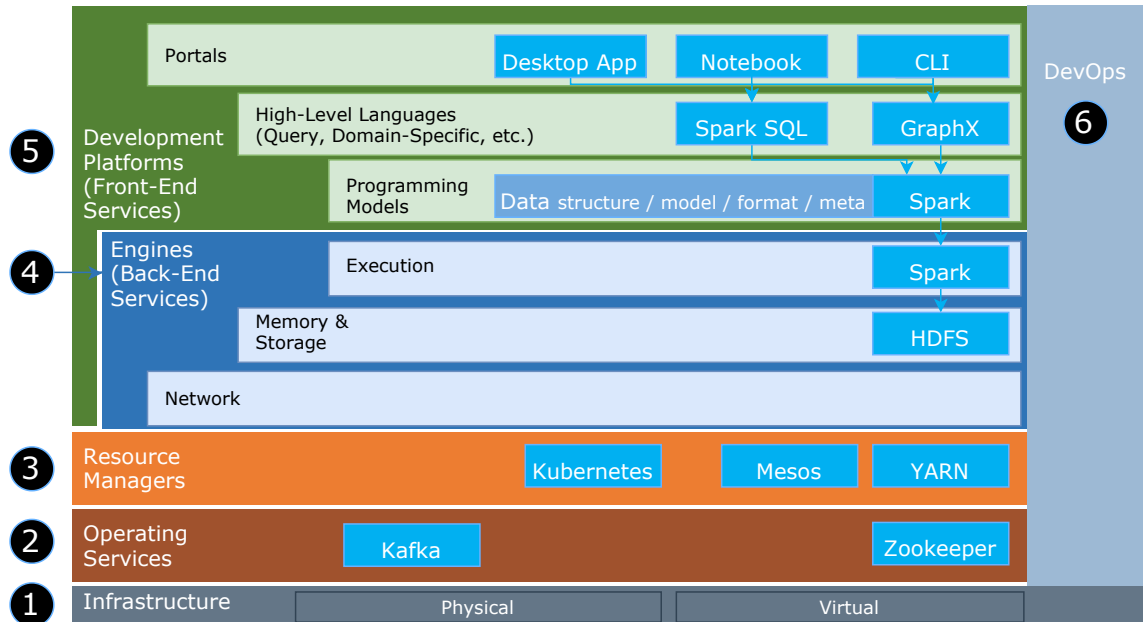 Portals
Desktop App
Notebook
CLI
DevOps
6
High-Level Languages
(Query, Domain-Specific, etc.)
Spark SQL
GraphX
5
Development
Platforms
(Front-End
Services)
Programming
Models
Data structure / model / format / meta
Spark
4
Engines
(Back-End
Services)
Execution
Spark
Memory &
Storage
HDFS
Network
3
Resource
Managers
Kubernetes
Mesos
YARN
2
Operating
Services
Kafka
Zookeeper
1
Infrastructure
Physical
Virtual